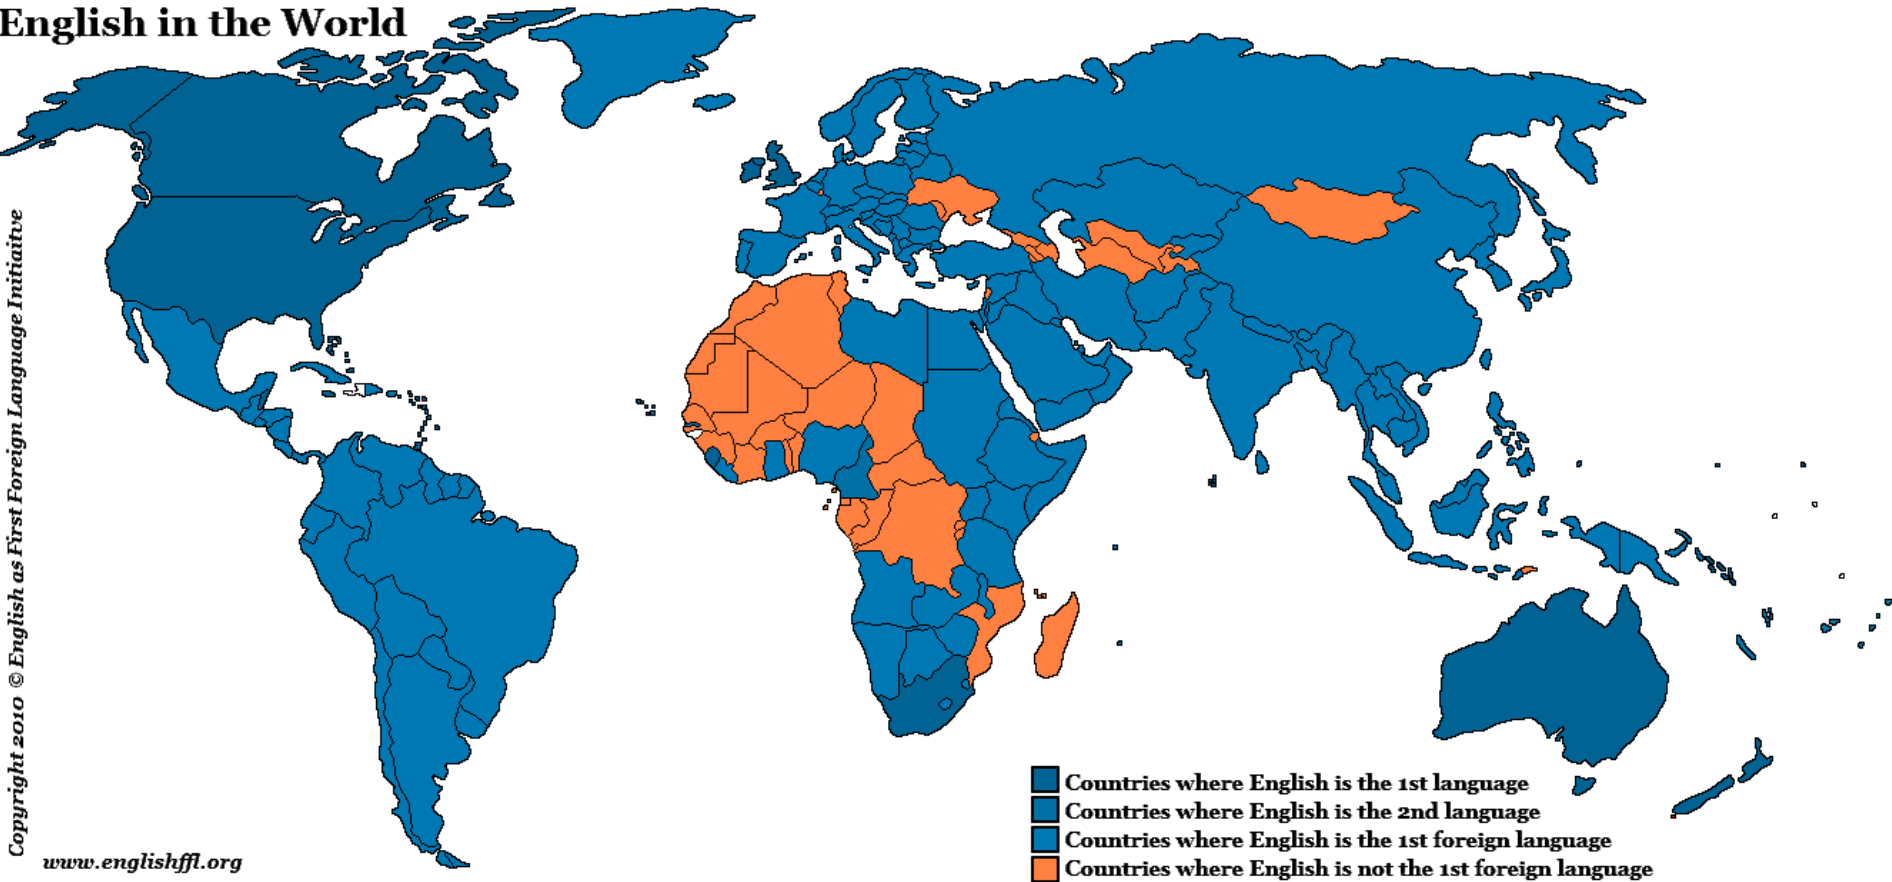 English in the World
Copyright 2010 © English as First Foreign Language Initiaitve
Countries where English is the 1st language
Countries where English is the 2nd language
Countries where English is the 1st foreign language
Countries where English is not the 1st foreign language
www.englishffl.org